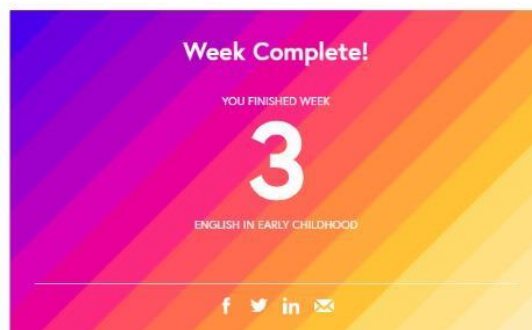 Week Complete!
YOU FINISHED WEEK
3
ENGLISH IN EARLY CHILDHOOD